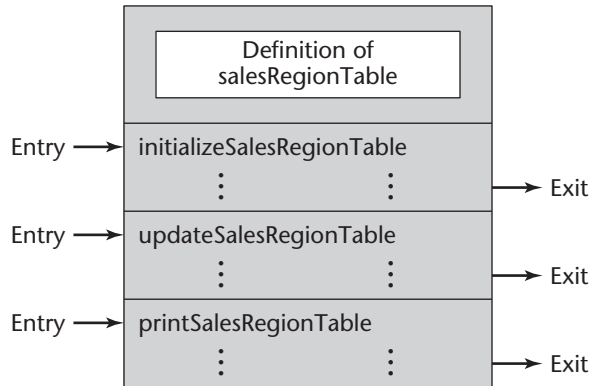 Definition of
salesRegionTable
Entry
initializeSalesRegionTable
Exit
Entry
updateSalesRegionTable
Exit
Entry
printSalesRegionTable
Exit